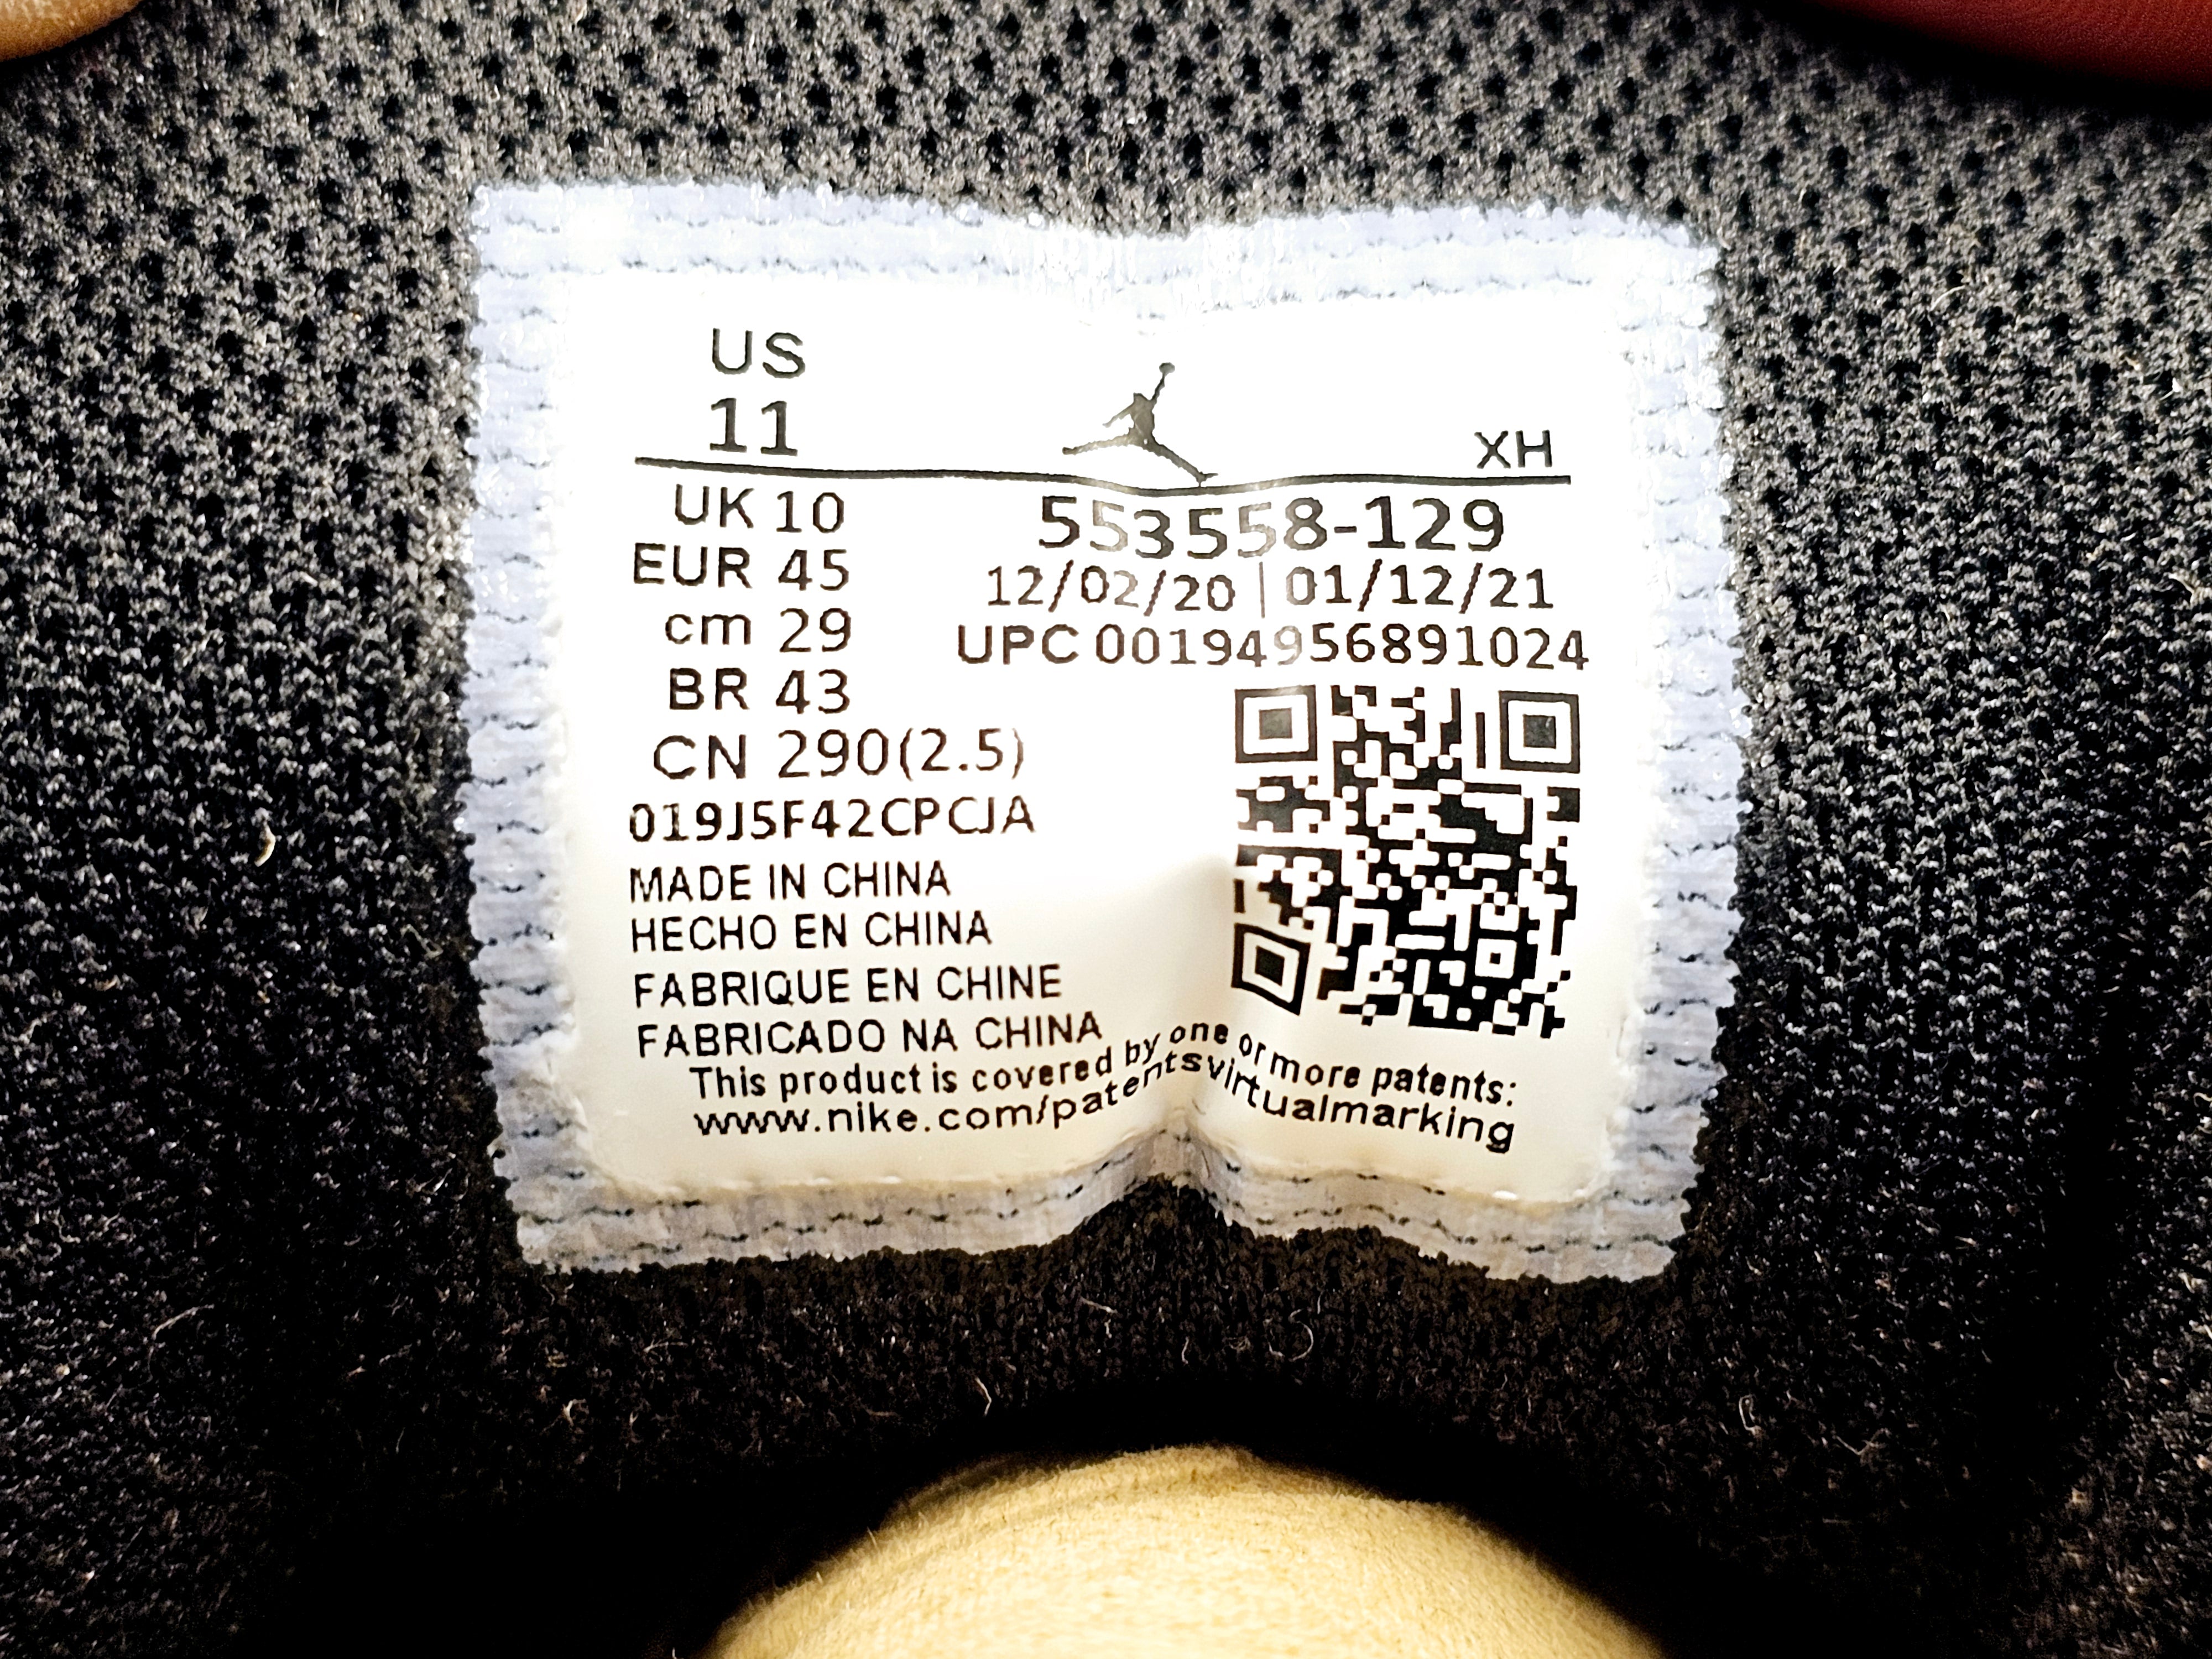 US
11
XH
UK 10
EUR 45
cm 29
BR 43
CN 290(2.5)
553558-129
12/02/20 | 01/12/21
UPC 00194956891024
019J5F42CPCJA
MADE IN CHINA
HECHO EN CHINA
FABRIQUE EN CHINE
FABRICADO NA CHINA
This product is covered by one or more patents:
www.nike.com/patentsvirtualmarking